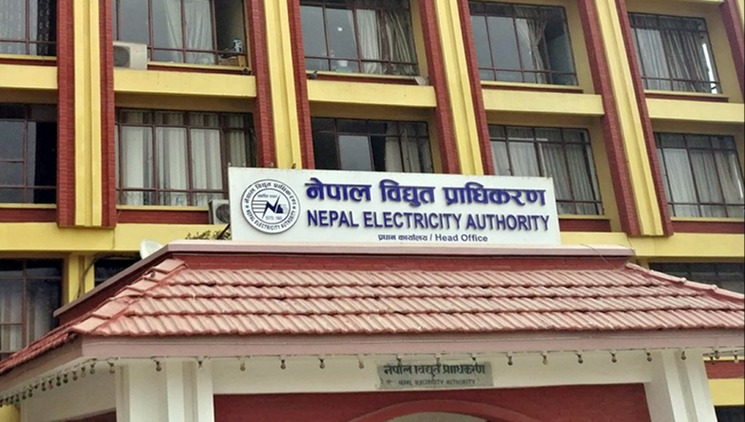 नेपाल विद्युत प्राधिकरण
NEPAL ELECTRICITY AUTHORITY
प्रधान कार्यालय / Head Office
नेपाल विद्युत प्राधिकरण
NEPAL ELECTRICITY AUTHORITY